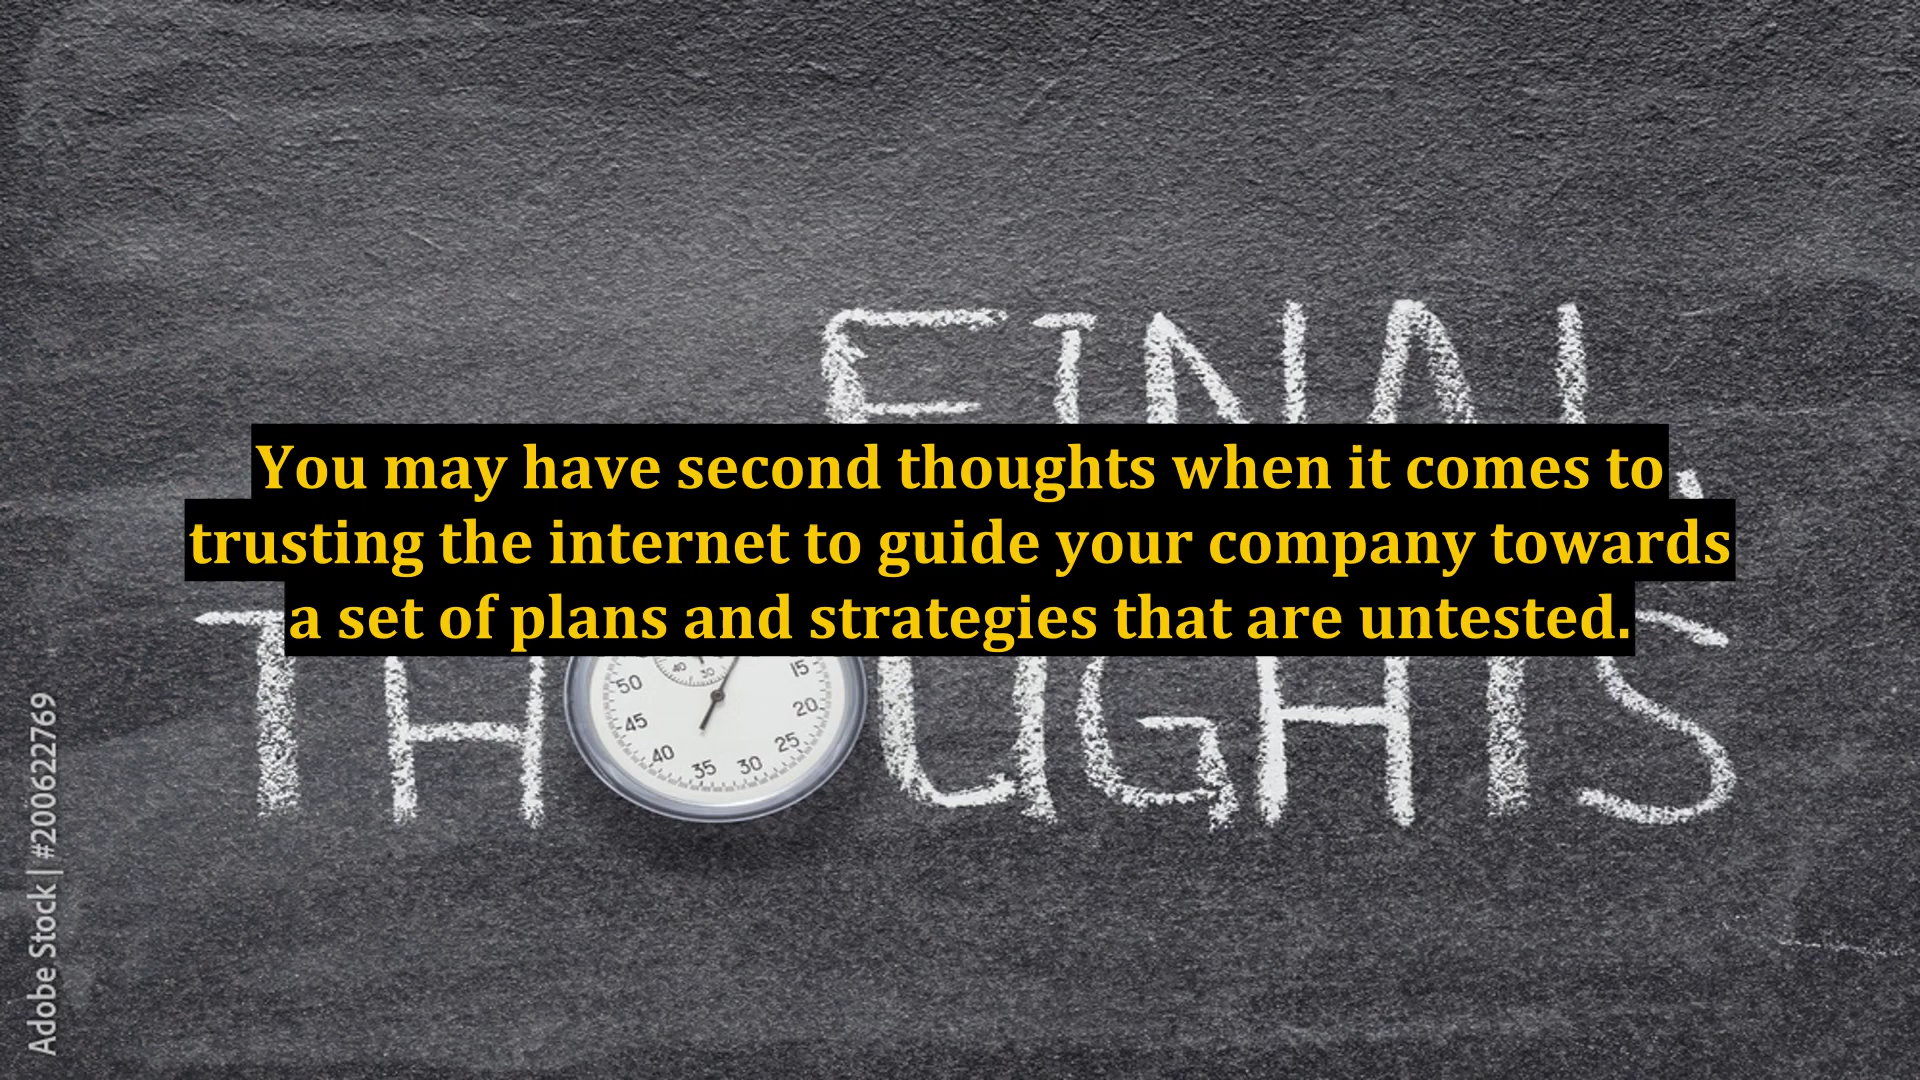 FINAL
You may have second thoughts when it comes to
trusting the internet to guide your company towards
a set of plans and strategies that are untested.
THOUGHTS
50
45
40
35
30
25
20
15
40
30
Adobe Stock | #200622769